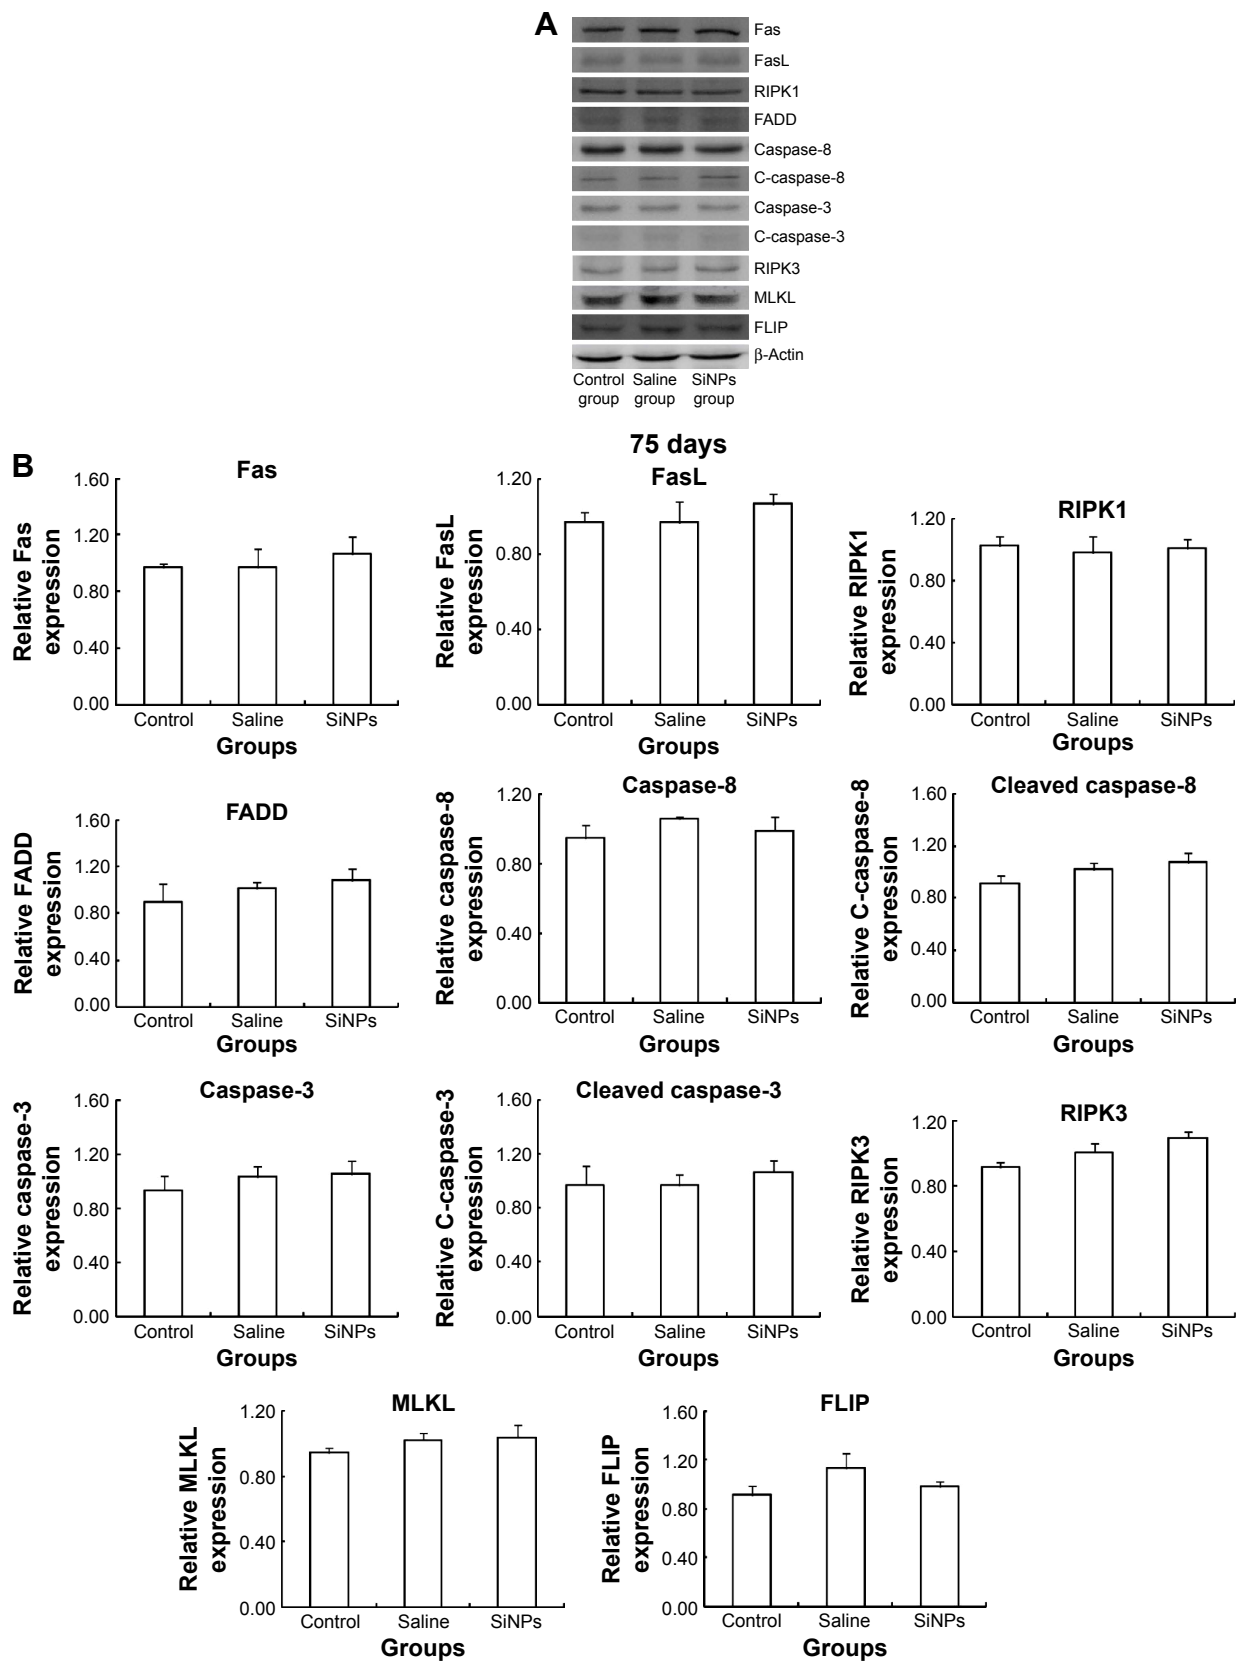 A
Fas
FasL
RIPK1
FADD
Caspase-8
C-caspase-8
Caspase-3
C-caspase-3
RIPK3
MLKL
FLIP
β-Actin
Control group
Saline group
SiNPs group
75 days
B
Fas
Relative Fas
expression
1.60
1.20
0.80
0.40
0.00
Control Saline SiNPs
Groups
FasL
Relative FasL
expression
1.20
0.80
0.40
0.00
Control Saline SiNPs
Groups
RIPK1
Relative RIPK1
expression
1.20
0.80
0.40
0.00
Control Saline SiNPs
Groups
FADD
Relative FADD
expression
1.60
1.20
0.80
0.40
0.00
Control Saline SiNPs
Groups
Caspase-8
Relative caspase-8
expression
1.20
0.80
0.40
0.00
Control Saline SiNPs
Groups
Cleaved caspase-8
Relative C-caspase-8
expression
1.60
1.20
0.80
0.40
0.00
Control Saline SiNPs
Groups
Caspase-3
Relative caspase-3
expression
1.60
1.20
0.80
0.40
0.00
Control Saline SiNPs
Groups
Cleaved caspase-3
Relative C-caspase-3
expression
1.60
1.20
0.80
0.40
0.00
Control Saline SiNPs
Groups
RIPK3
Relative RIPK3
expression
1.20
0.80
0.40
0.00
Control Saline SiNPs
Groups
MLKL
Relative MLKL
expression
1.20
0.80
0.40
0.00
Control Saline SiNPs
Groups
FLIP
Relative FLIP
expression
1.60
1.20
0.80
0.40
0.00
Control Saline SiNPs
Groups